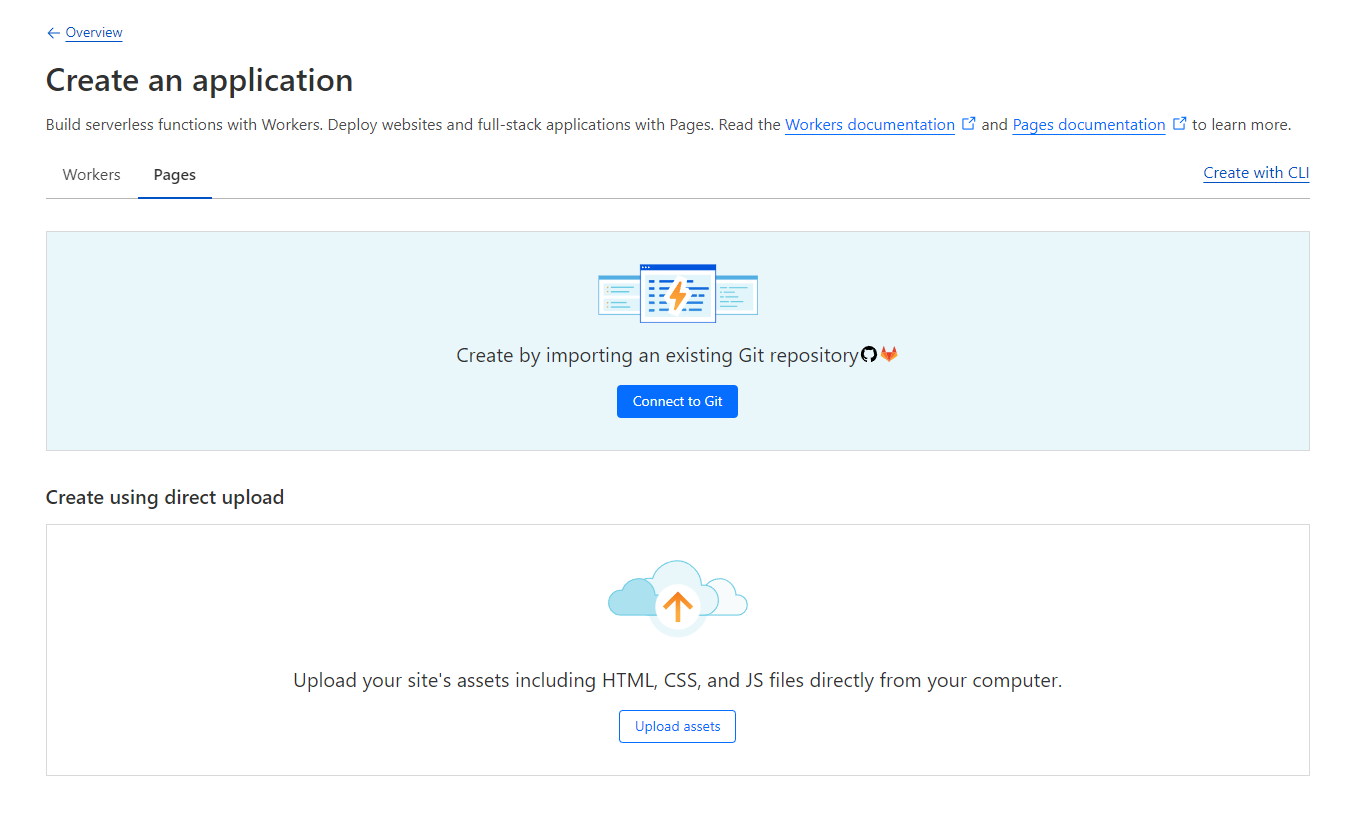 Overview
Create an application
Build serverless functions with Workers. Deploy websites and full-stack applications with Pages. Read the Workers documentation and Pages documentation to learn more.
Workers Pages Create with CLI
Create by importing an existing Git repository
Connect to Git
Create using direct upload
Upload your site's assets including HTML, CSS, and JS files directly from your computer.
Upload assets